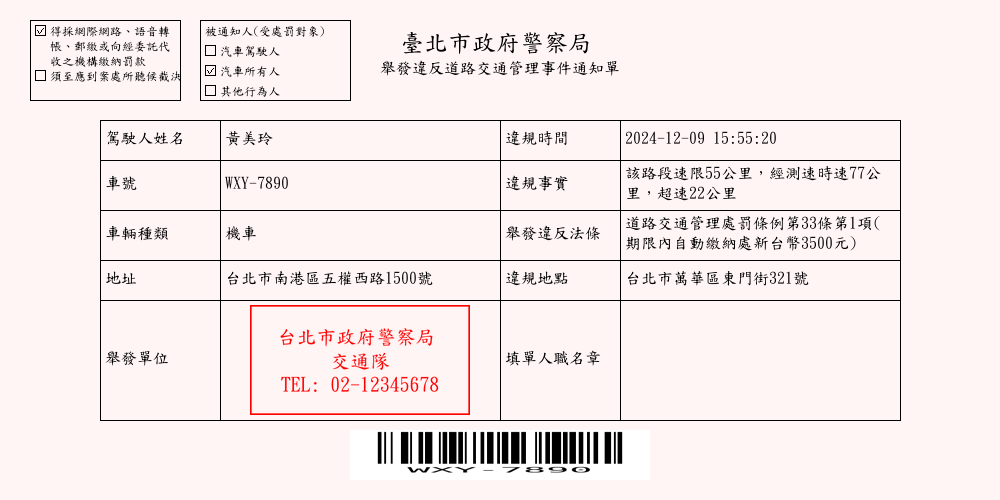 得採網際網路、語音轉
帳、郵繳或向經委託代
收之機構繳納罰款
須至應到案處所聽候裁決
被通知人(受處罰對象)
汽車駕駛人
汽車所有人
其他行為人
臺北市政府警察局
舉發違反道路交通管理事件通知單
駕駛人姓名
黃美玲
違規時間
2024-12-09 15:55:20
車號
WXY-7890
違規事實
該路段速限55公里，經測速時速77公
里，超速22公里
車輛種類
機車
舉發違反法條
道路交通管理處罰條例第33條第1項(
期限內自動繳納處新台幣3500元)
地址
台北市南港區五權西路1500號
違規地點
台北市萬華區東門街321號
舉發單位
台北市政府警察局
交通隊
TEL: 02-12345678
填單人職名章
WXY-7890